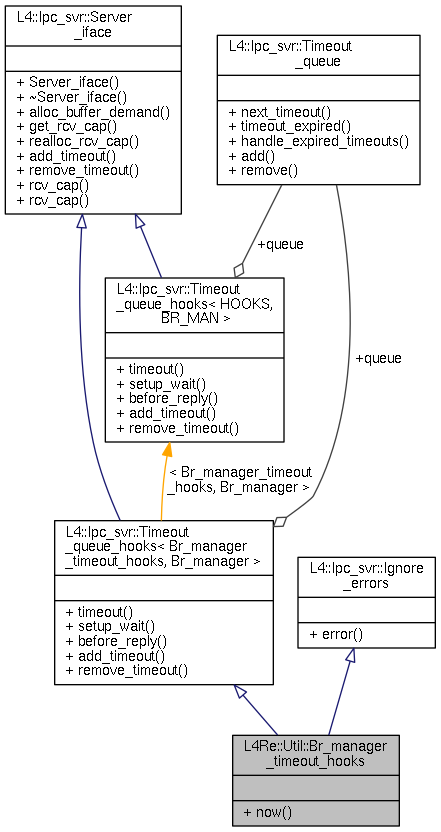 L4::Ipc_svr::Server
_iface
+ Server_iface()
+ ~Server_iface()
+ alloc_buffer_demand()
+ get_rcv_cap()
+ realloc_rcv_cap()
+ add_timeout()
+ remove_timeout()
+ rcv_cap()
+ rcv_cap()
L4::Ipc_svr::Timeout
_queue
+ next_timeout()
+ timeout_expired()
+ handle_expired_timeouts()
+ add()
+ remove()
+queue
L4::Ipc_svr::Timeout
_queue_hooks< HOOKS,
BR_MAN >
+ timeout()
+ setup_wait()
+ before_reply()
+ add_timeout()
+ remove_timeout()
+queue
< Br_manager_timeout
_hooks, Br_manager >
L4::Ipc_svr::Timeout
_queue_hooks< Br_manager
_timeout_hooks, Br_manager >
+ timeout()
+ setup_wait()
+ before_reply()
+ add_timeout()
+ remove_timeout()
L4::Ipc_svr::Ignore
_errors
+ error()
L4Re::Util::Br_manager
_timeout_hooks
+ now()